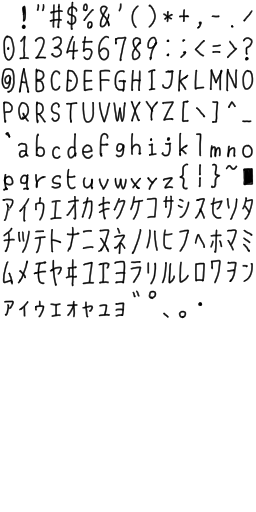 !"#$%&'()*+,-./
0123456789:;<=>?
@ABCDEFGHIJKLMNO
PQRSTUVWXYZ[\]^_
`abcdefghijklmno
pqrstuvwxyz{¦}~■
アイウエオカキクケコサシスセソタ
チツテトナニヌネノハヒフヘホマミ
ムメモヤヰユヱヨラリルレロワヲン
ァィゥェォャュョ゛゜、。・